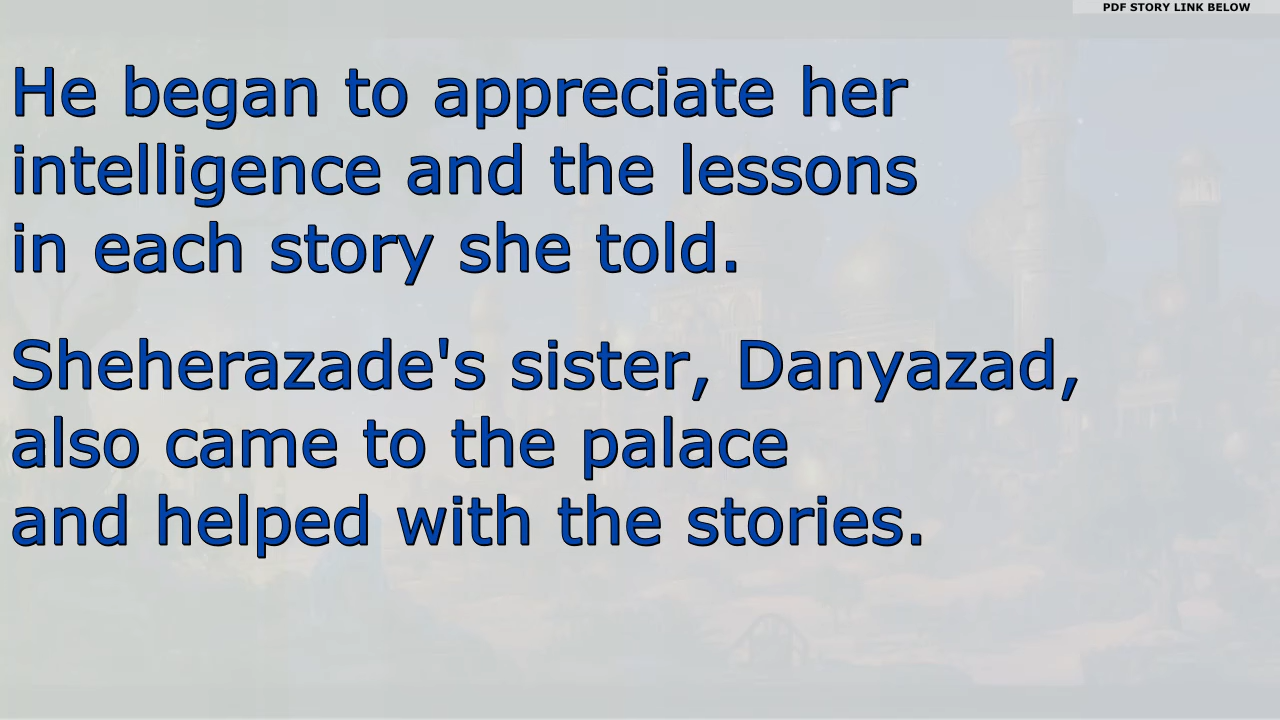 PDF STORY LINK BELOW
He began to appreciate her
intelligence and the lessons
in each story she told.
Sheherazade's sister, Danyazad,
also came to the palace
and helped with the stories.